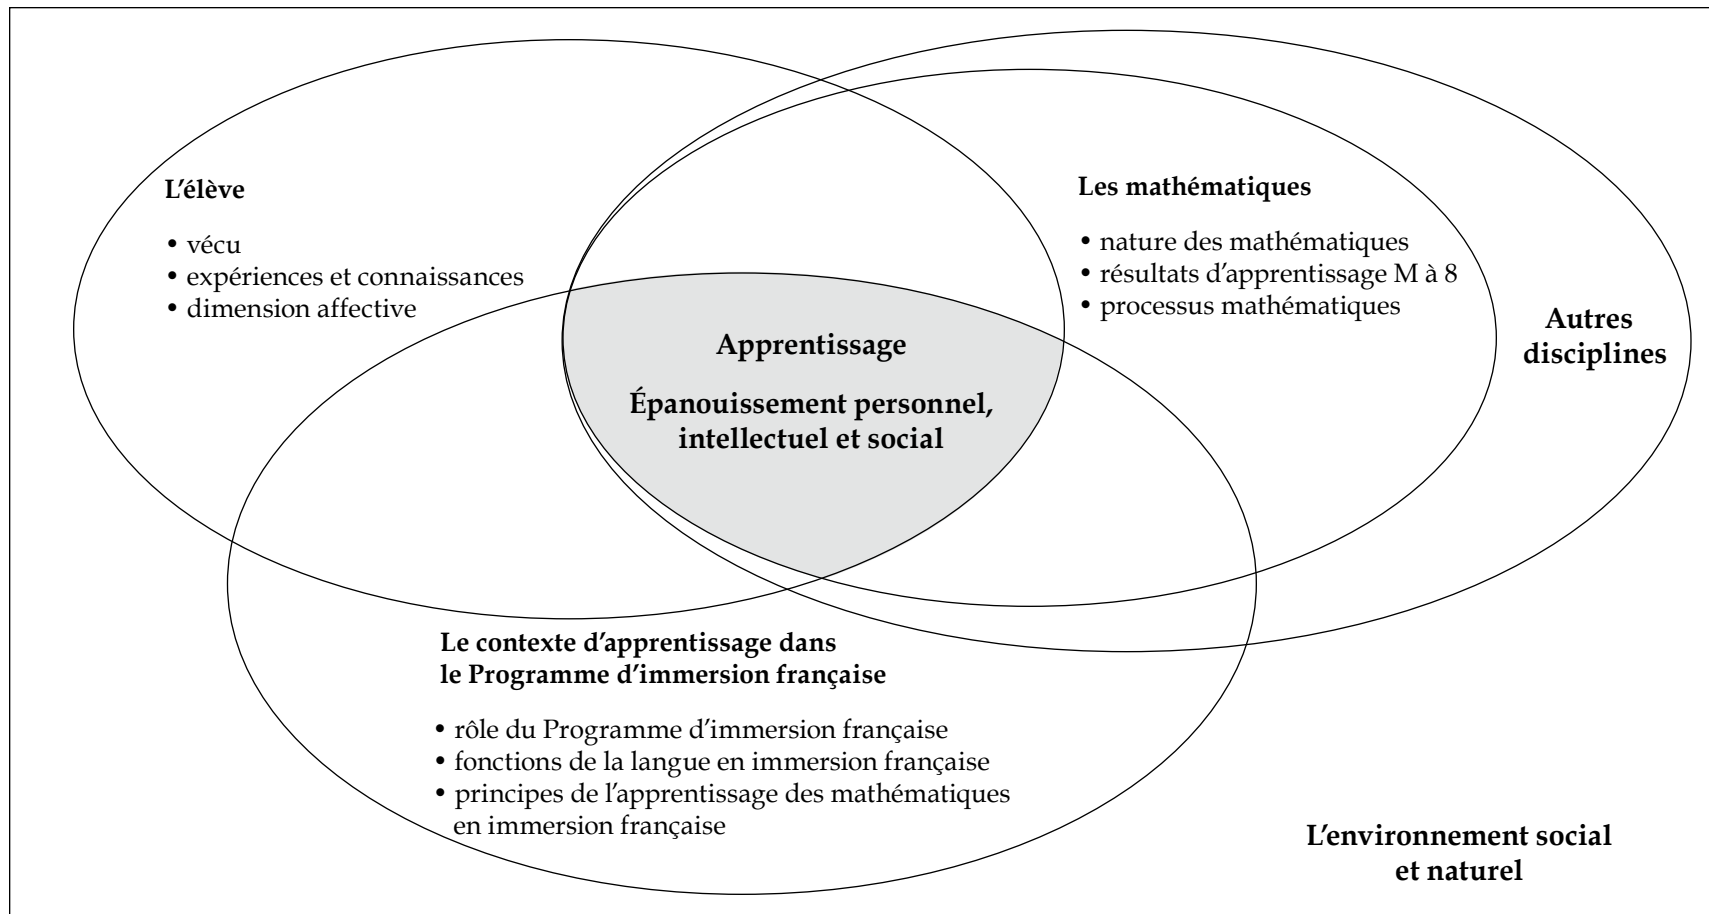 L’élève
• vécu
• expériences et connaissances
• dimension affective
Les mathématiques
• nature des mathématiques
• résultats d’apprentissage M à 8
• processus mathématiques
Autres
disciplines
Apprentissage
Épanouissement personnel,
intellectuel et social
Le contexte d’apprentissage dans
le Programme d’immersion française
• rôle du Programme d’immersion française
• fonctions de la langue en immersion française
• principes de l’apprentissage des mathématiques
en immersion française
L’environnement social
et naturel